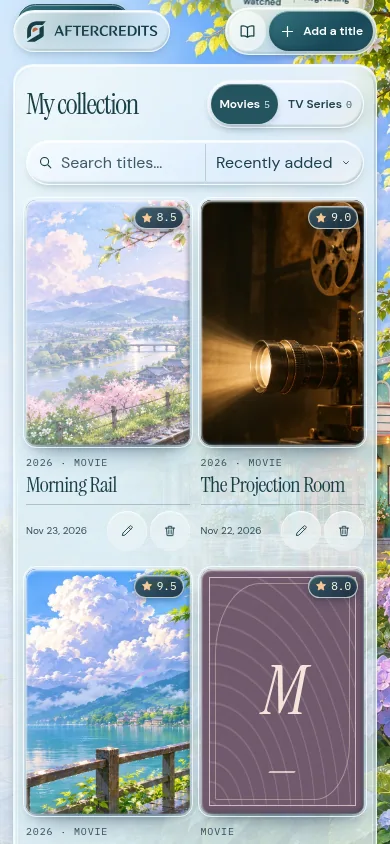 Watched
AFTERCREDITS
Add a title
My collection
Movies 5
TV Series 0
Search titles...
Recently added
8.5
9.0
2026 · MOVIE
Morning Rail
Nov 23, 2026
2026 · MOVIE
The Projection Room
Nov 22, 2026
9.5
8.0
M
2026 · MOVIE
MOVIE